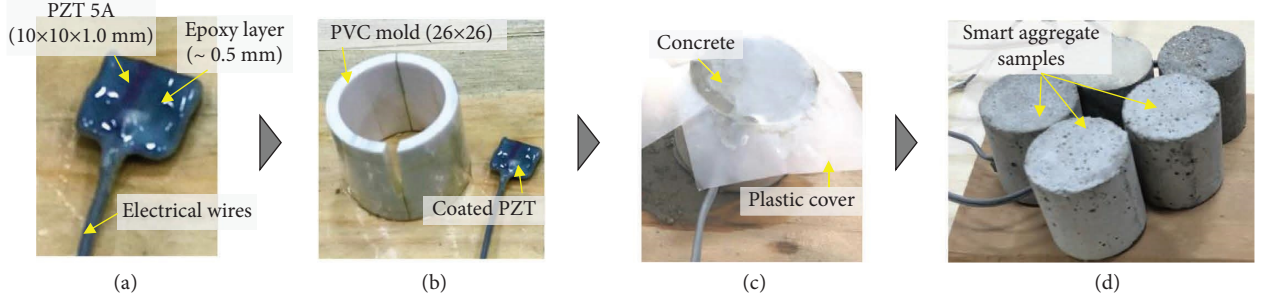 PZT 5A
(10×10×1.0 mm)
Epoxy layer
(~ 0.5 mm)
Electrical wires
(a)
PVC mold (26×26)
Coated PZT
(b)
Concrete
Plastic cover
(c)
Smart aggregate
samples
(d)